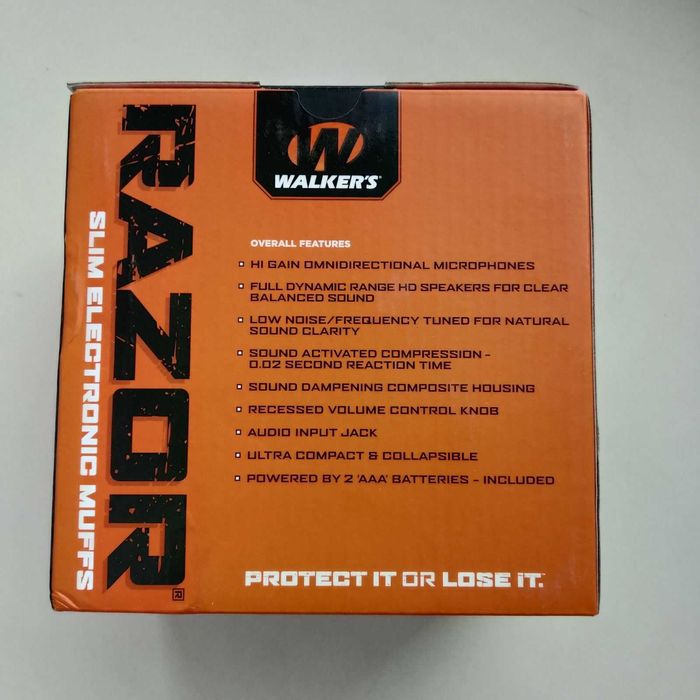 RAZOR®
SLIM ELECTRONIC MUFFS
W
WALKER'S®
OVERALL FEATURES
HI GAIN OMNIDIRECTIONAL MICROPHONES
FULL DYNAMIC RANGE HD SPEAKERS FOR CLEAR
BALANCED SOUND
LOW NOISE/FREQUENCY TUNED FOR NATURAL
SOUND CLARITY
SOUND ACTIVATED COMPRESSION -
0.02 SECOND REACTION TIME
SOUND DAMPENING COMPOSITE HOUSING
RECESSED VOLUME CONTROL KNOB
AUDIO INPUT JACK
ULTRA COMPACT & COLLAPSIBLE
POWERED BY 2 'AAA' BATTERIES - INCLUDED
PROTECT IT OR LOSE IT.™